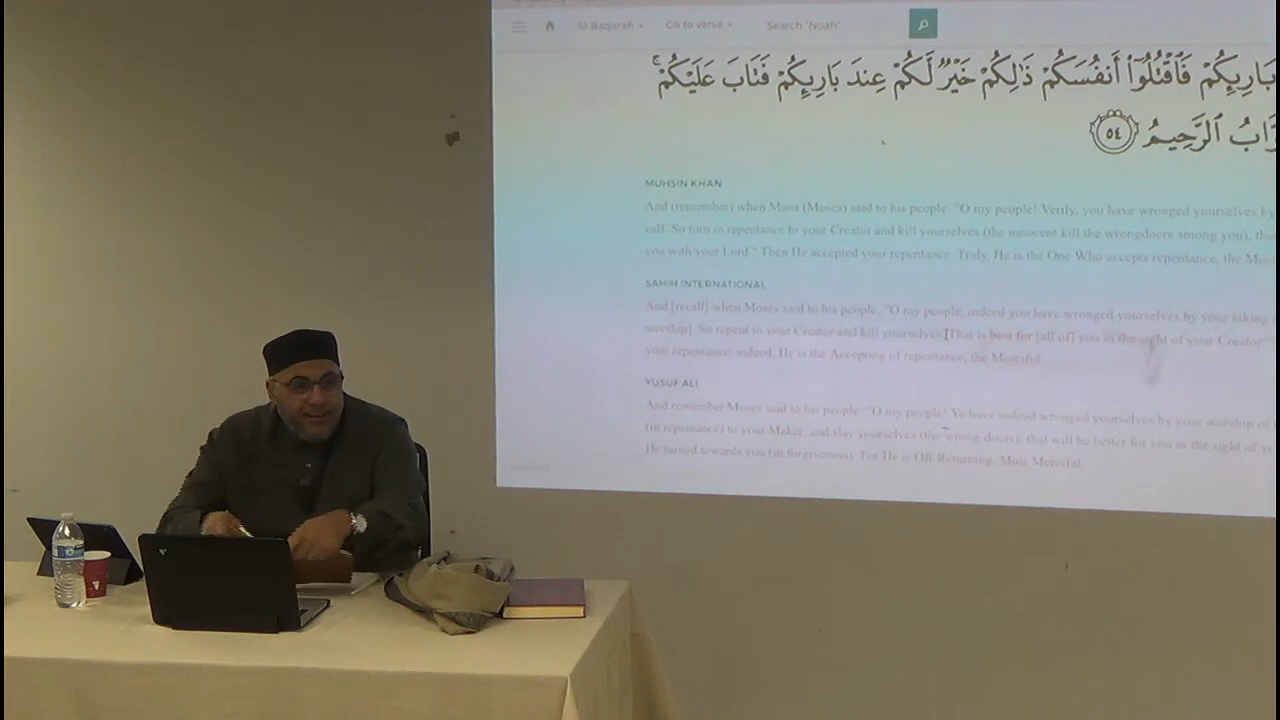 Al-Baqarah Go to verse Search "Noah"
بَارِئِكُمْ فَٱقْتُلُوٓا۟ أَنفُسَكُمْ ذَٰلِكُمْ خَيْرٌ لَّكُمْ عِندَ بَارِئِكُمْ فَتَابَ عَلَيْكُمْ ۚ
ٱلرَّحِيمُ ٥٤
MUHSIN KHAN
And (remember) when Musa (Moses) said to his people: "O my people! Verily, you have wronged yourselves by
calf. So turn in repentance to your Creator and kill yourselves (the innocent kill the wrongdoers among you), that
you with your Lord." Then He accepted your repentance. Truly, He is the One Who accepts repentance, the Mos
SAHIH INTERNATIONAL
And [recall] when Moses said to his people, "O my people, indeed you have wronged yourselves by your taking
worship]. So repent to your Creator and kill yourselves. That is best for [all of] you in the sight of your Creator."
your repentance; indeed, He is the Accepting of repentance, the Merciful.
YUSUF ALI
And remember Moses said to his people: "O my people! Ye have indeed wronged yourselves by your worship of
(in repentance) to your Maker, and slay yourselves (the wrong-doers); that will be better for you in the sight of
He turned towards you (in forgiveness): For He is Oft-Returning, Most Merciful.